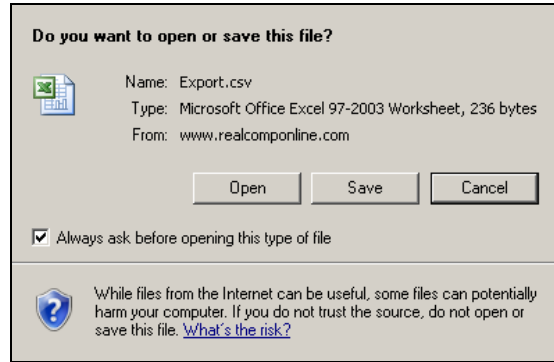 Do you want to open or save this file?
Name: Export.csv
Type: Microsoft Office Excel 97-2003 Worksheet, 236 bytes
From: www.realcomponline.com
Open Save Cancel
Always ask before opening this type of file
While files from the Internet can be useful, some files can potentially
harm your computer. If you do not trust the source, do not open or
save this file. What's the risk?